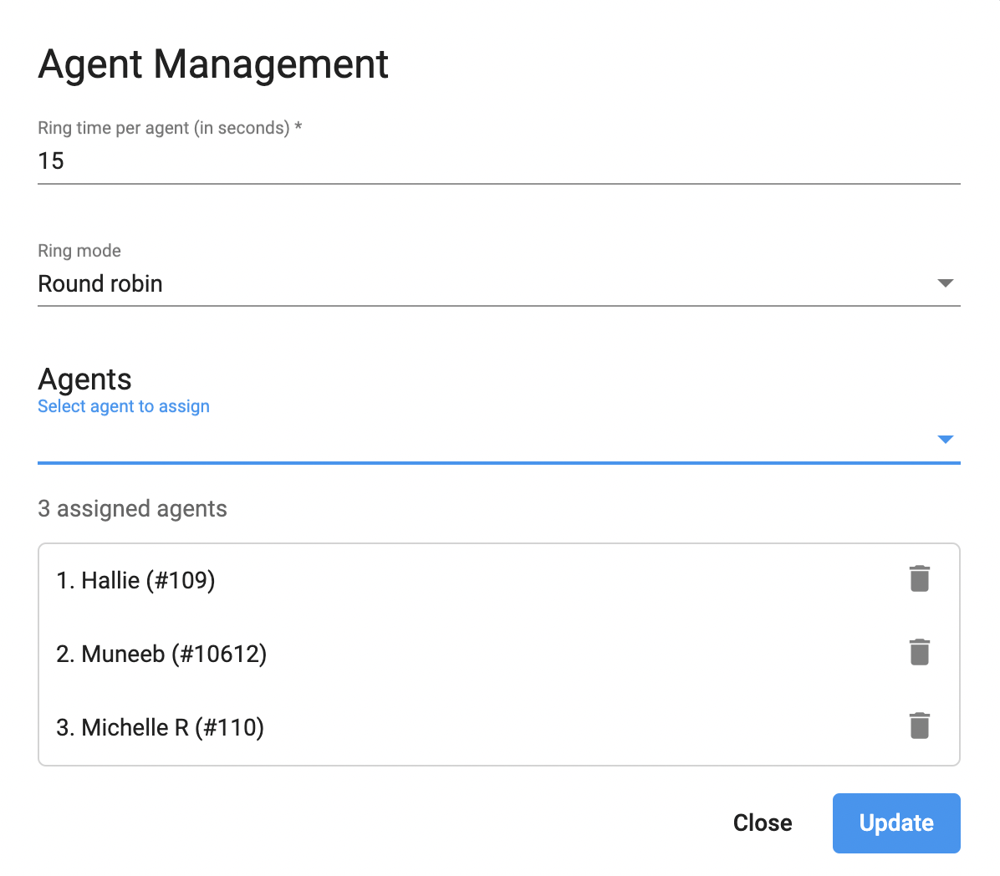 Agent Management
Ring time per agent (in seconds) *
15
Ring mode
Round robin
Agents
Select agent to assign
3 assigned agents
1. Hallie (#109)
2. Muneeb (#10612)
3. Michelle R (#110)
Close
Update